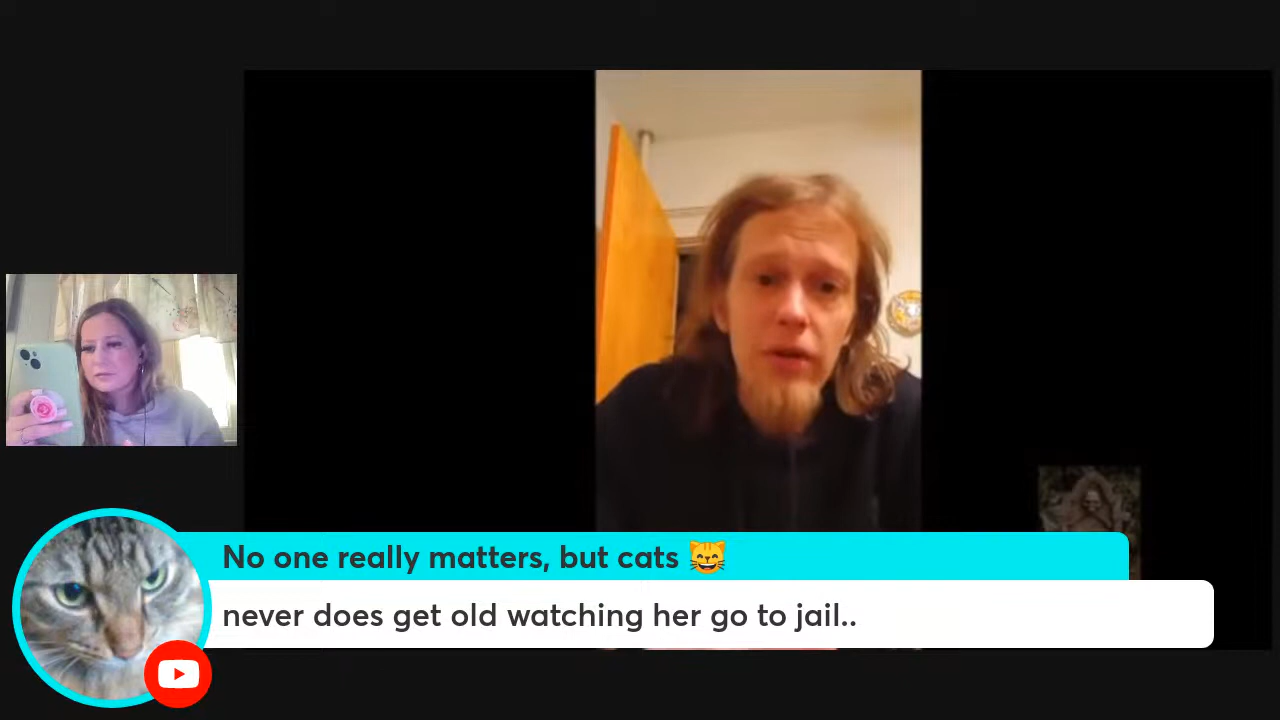 No one really matters, but cats 😸
never does get old watching her go to jail..